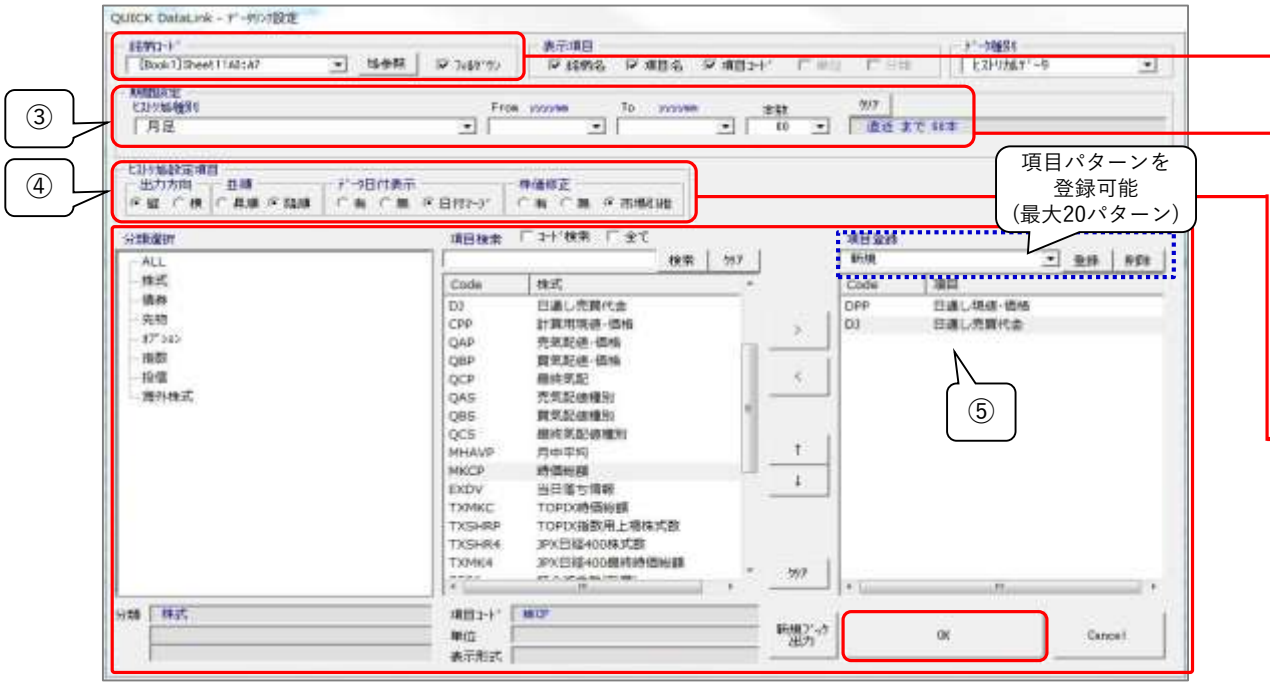 QUICK DataLink - データリンク設定
銘柄コード
[Book1]Sheet1!A2:A7
表示項目
銘柄名 項目名 項目コード 単位 分類
データ種別
ヒストリカルデータ
③
期間設定
ヒストリカル種別
月足
From yyyymm
To yyyymm
本数
60
クリア
直近 まで 60本
④
ヒストリカル設定項目
出力方向
縦 横
並順
昇順 降順
データ日付表示
有 無 日付マージ
株価修正
有 無 市場引継
項目パターンを
登録可能
(最大20パターン)
分類選択
ALL
株式
債券
先物
オプション
指数
投信
海外株式
項目検索 コード検索 全て
検索 クリア
Code 株式
DJ 日通し売買代金
CPP 計算用現値・価格
QAP 売気配値・価格
QBP 買気配値・価格
QCP 最終気配
QAS 売気配値種別
QBS 買気配値種別
QCS 最終気配値種別
MHAVP 月中平均
MKCP 時価総額
EXDV 当日落ち情報
TXMKC TOPIX時価総額
TXSHRP TOPIX指数用上場株式数
TXSHR4 JPX日経400株式数
TXMK4 JPX日経400最終時価総額
>
<
↑
↓
クリア
項目登録
新規 登録 削除
Code 項目
DPP 日通し現値・価格
DJ 日通し売買代金
⑤
分類 株式
項目コード MKCP
単位
表示形式
新規ブック
出力
OK
Cancel